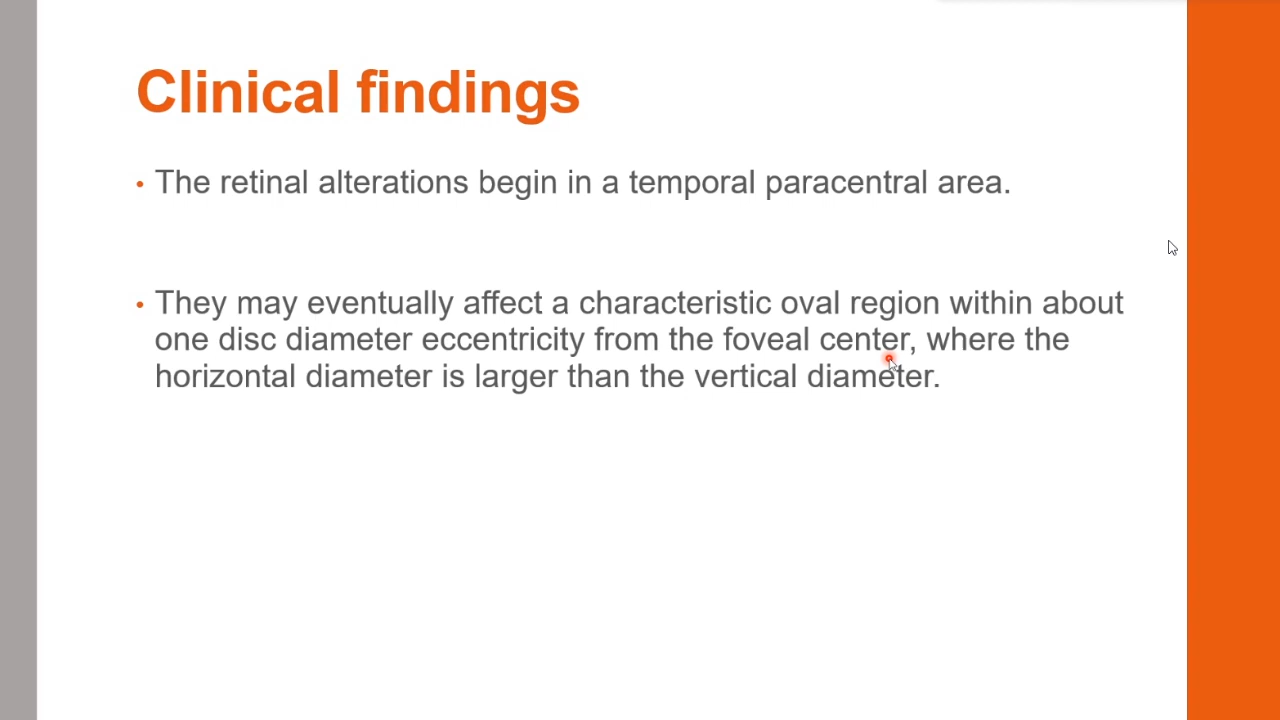 Clinical findings
• The retinal alterations begin in a temporal paracentral area.
• They may eventually affect a characteristic oval region within about
one disc diameter eccentricity from the foveal center, where the
horizontal diameter is larger than the vertical diameter.